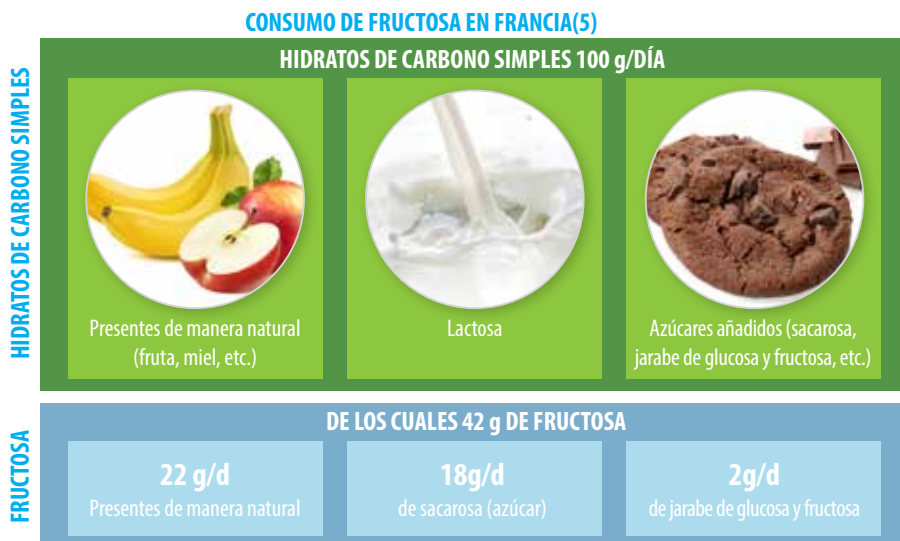 CONSUMO DE FRUCTOSA EN FRANCIA(5)
HIDRATOS DE CARBONO SIMPLES
HIDRATOS DE CARBONO SIMPLES 100 g/DÍA
Presentes de manera natural
(fruta, miel, etc.)
Lactosa
Azúcares añadidos (sacarosa,
jarabe de glucosa y fructosa, etc.)
FRUCTOSA
DE LOS CUALES 42 g DE FRUCTOSA
22 g/d
Presentes de manera natural
18g/d
de sacarosa (azúcar)
2g/d
de jarabe de glucosa y fructosa